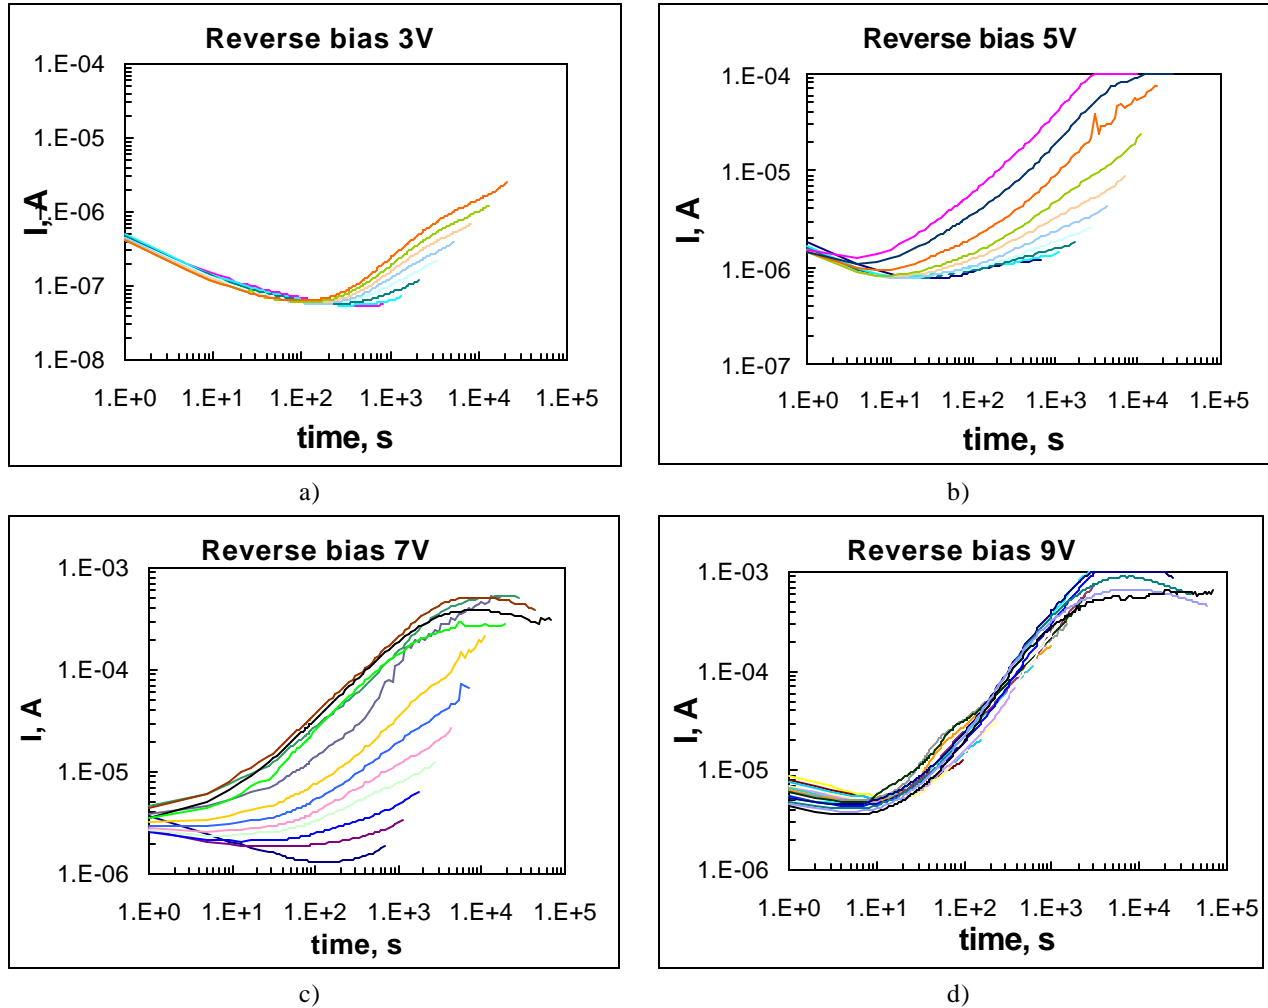 Reverse bias 3V
1.E-04
1.E-05
1.E-06
1.E-07
1.E-08
I, A
1.E+0 1.E+1 1.E+2 1.E+3 1.E+4 1.E+5
time, s
a)
Reverse bias 5V
1.E-04
1.E-05
1.E-06
1.E-07
I, A
1.E+0 1.E+1 1.E+2 1.E+3 1.E+4 1.E+5
time, s
b)
Reverse bias 7V
1.E-03
1.E-04
1.E-05
1.E-06
I, A
1.E+0 1.E+1 1.E+2 1.E+3 1.E+4 1.E+5
time, s
c)
Reverse bias 9V
1.E-03
1.E-04
1.E-05
1.E-06
I, A
1.E+0 1.E+1 1.E+2 1.E+3 1.E+4 1.E+5
time, s
d)